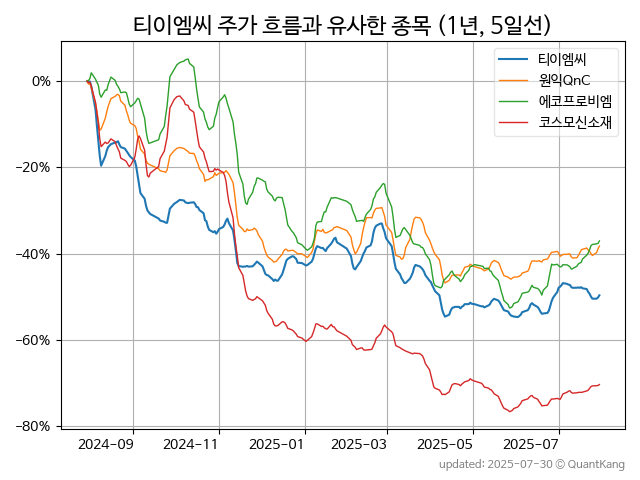 티이엠씨 주가 흐름과 유사한 종목 (1년, 5일선)
티이엠씨
원익QnC
에코프로비엠
코스모신소재
0%
−20%
−40%
−60%
−80%
2024-09
2024-11
2025-01
2025-03
2025-05
2025-07
updated: 2025-07-30 © QuantKang